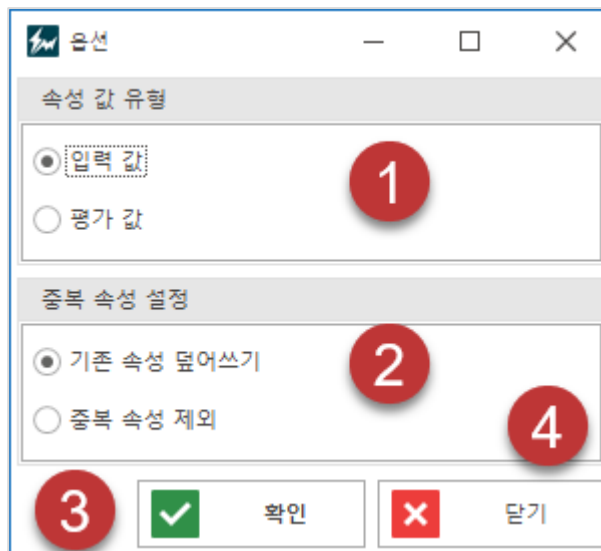 옵션
속성 값 유형
입력 값
1
평가 값
중복 속성 설정
기존 속성 덮어쓰기
2
중복 속성 제외
4
3
확인
닫기